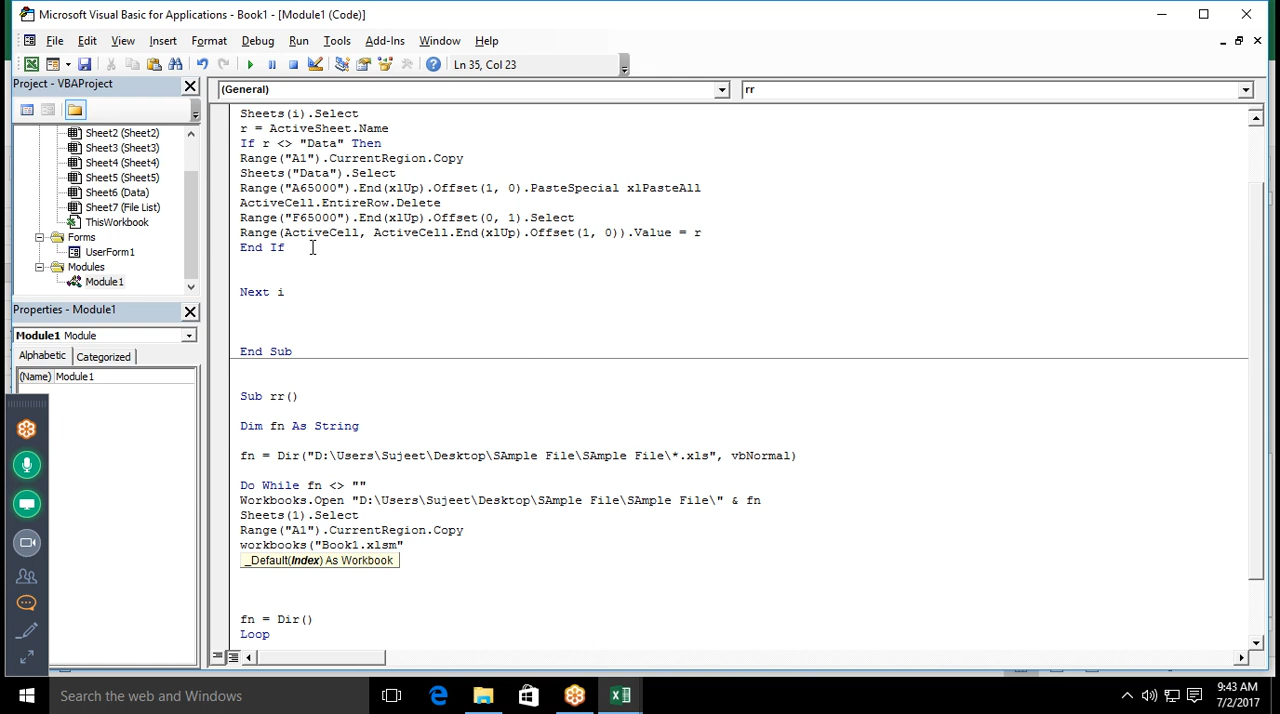 Microsoft Visual Basic for Applications - Book1 - [Module1 (Code)]
File Edit View Insert Format Debug Run Tools Add-Ins Window Help
Ln 35, Col 23
Project - VBAProject
(General)
rr
Sheet2 (Sheet2)
Sheet3 (Sheet3)
Sheet4 (Sheet4)
Sheet5 (Sheet5)
Sheet6 (Data)
Sheet7 (File List)
ThisWorkbook
Forms
UserForm1
Modules
Module1
Properties - Module1
Module1 Module
Alphabetic Categorized
(Name) Module1
Sheets(i).Select
r = ActiveSheet.Name
If r <> "Data" Then
Range("A1").CurrentRegion.Copy
Sheets("Data").Select
Range("A65000").End(xlUp).Offset(1, 0).PasteSpecial xlPasteAll
ActiveCell.EntireRow.Delete
Range("F65000").End(xlUp).Offset(0, 1).Select
Range(ActiveCell, ActiveCell.End(xlUp).Offset(1, 0)).Value = r
End If
Next i
End Sub
Sub rr()
Dim fn As String
fn = Dir("D:\Users\Sujeet\Desktop\SAmple File\SAmple File\*.xls", vbNormal)
Do While fn <> ""
Workbooks.Open "D:\Users\Sujeet\Desktop\SAmple File\SAmple File\" & fn
Sheets(1).Select
Range("A1").CurrentRegion.Copy
workbooks("Book1.xlsm"
_Default(Index) As Workbook
fn = Dir()
Loop
Search the web and Windows
9:43 AM
7/2/2017